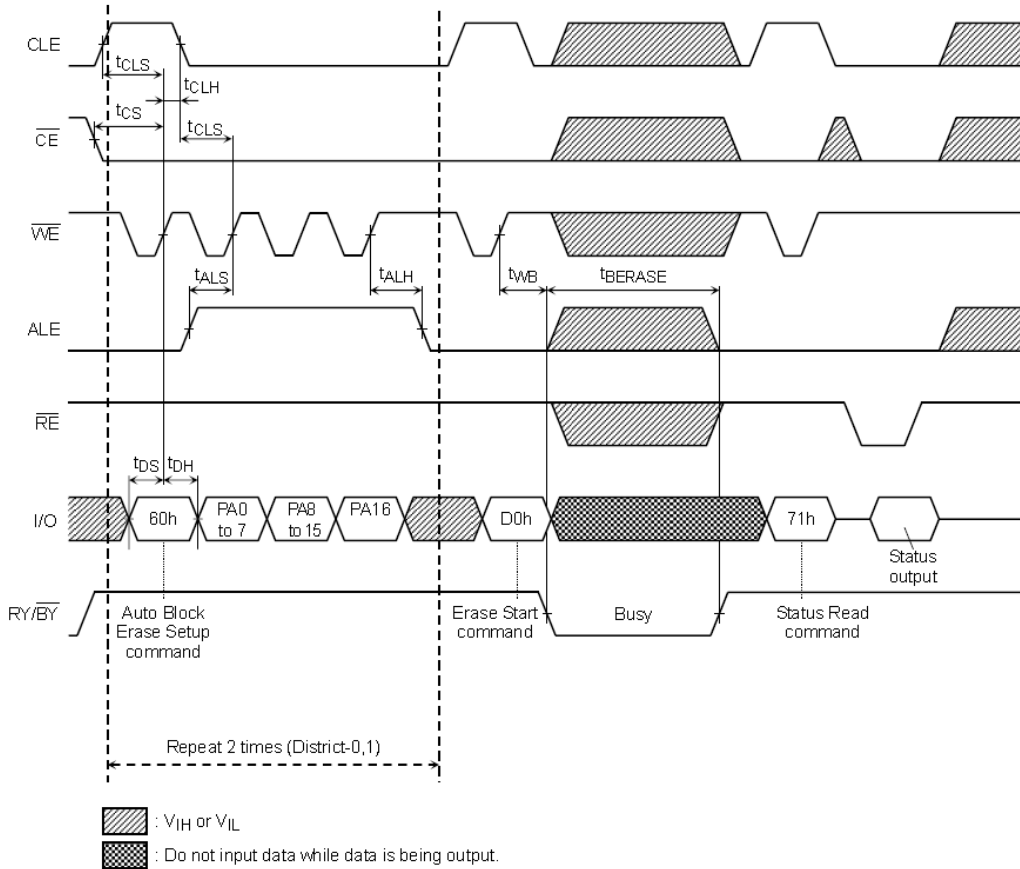 CLE
tCLS
tCLH
tCS
tCLS
CE
WE
tALS
tALH
tWB
tBERASE
ALE
RE
tDS
tDH
I/O
60h
PA0
to 7
PA8
to 15
PA16
D0h
71h
Status
output
RY/BY
Auto Block
Erase Setup
command
Erase Start
command
Busy
Status Read
command
Repeat 2 times (District-0,1)
: VIH or VIL
: Do not input data while data is being output.